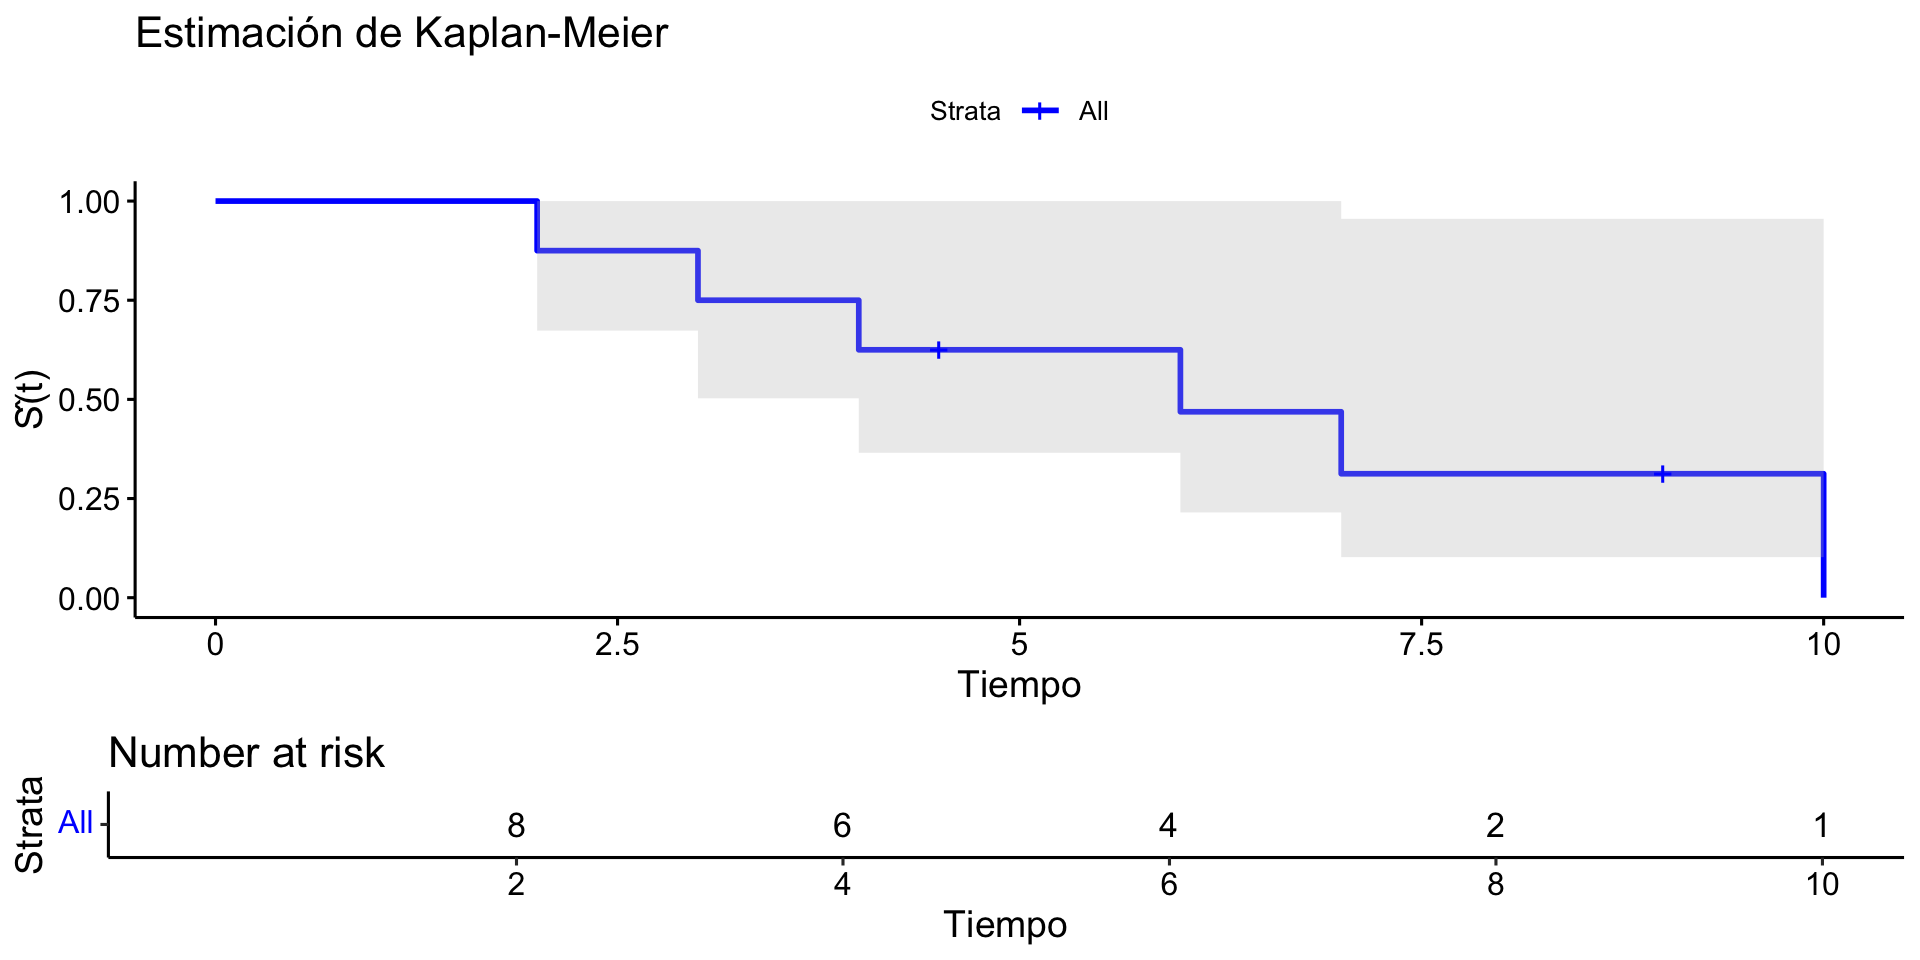 Estimación de Kaplan-Meier
Strata All
1.00
0.75
0.50
0.25
0.00
Ŝ(t)
0 2.5 5 7.5 10
Tiempo
Number at risk
Strata
All 8 6 4 2 1
2 4 6 8 10
Tiempo